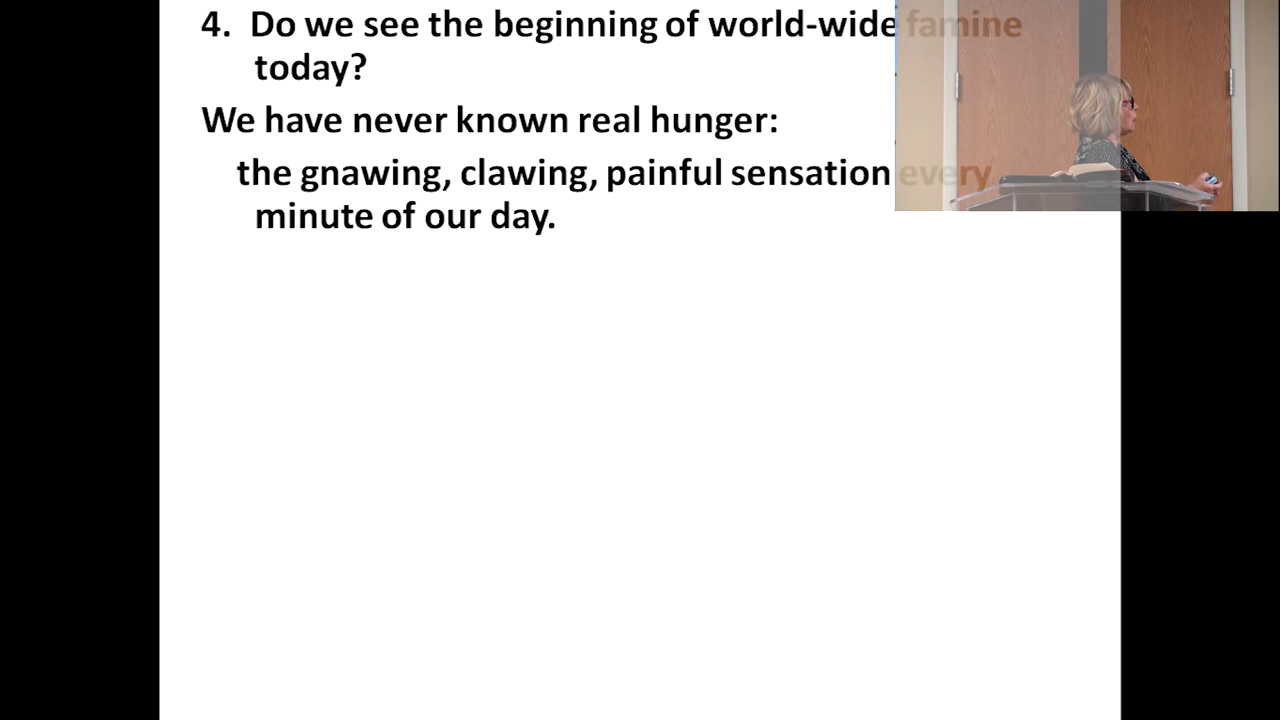 4. Do we see the beginning of world-wide famine
today?
We have never known real hunger:
the gnawing, clawing, painful sensation every
minute of our day.